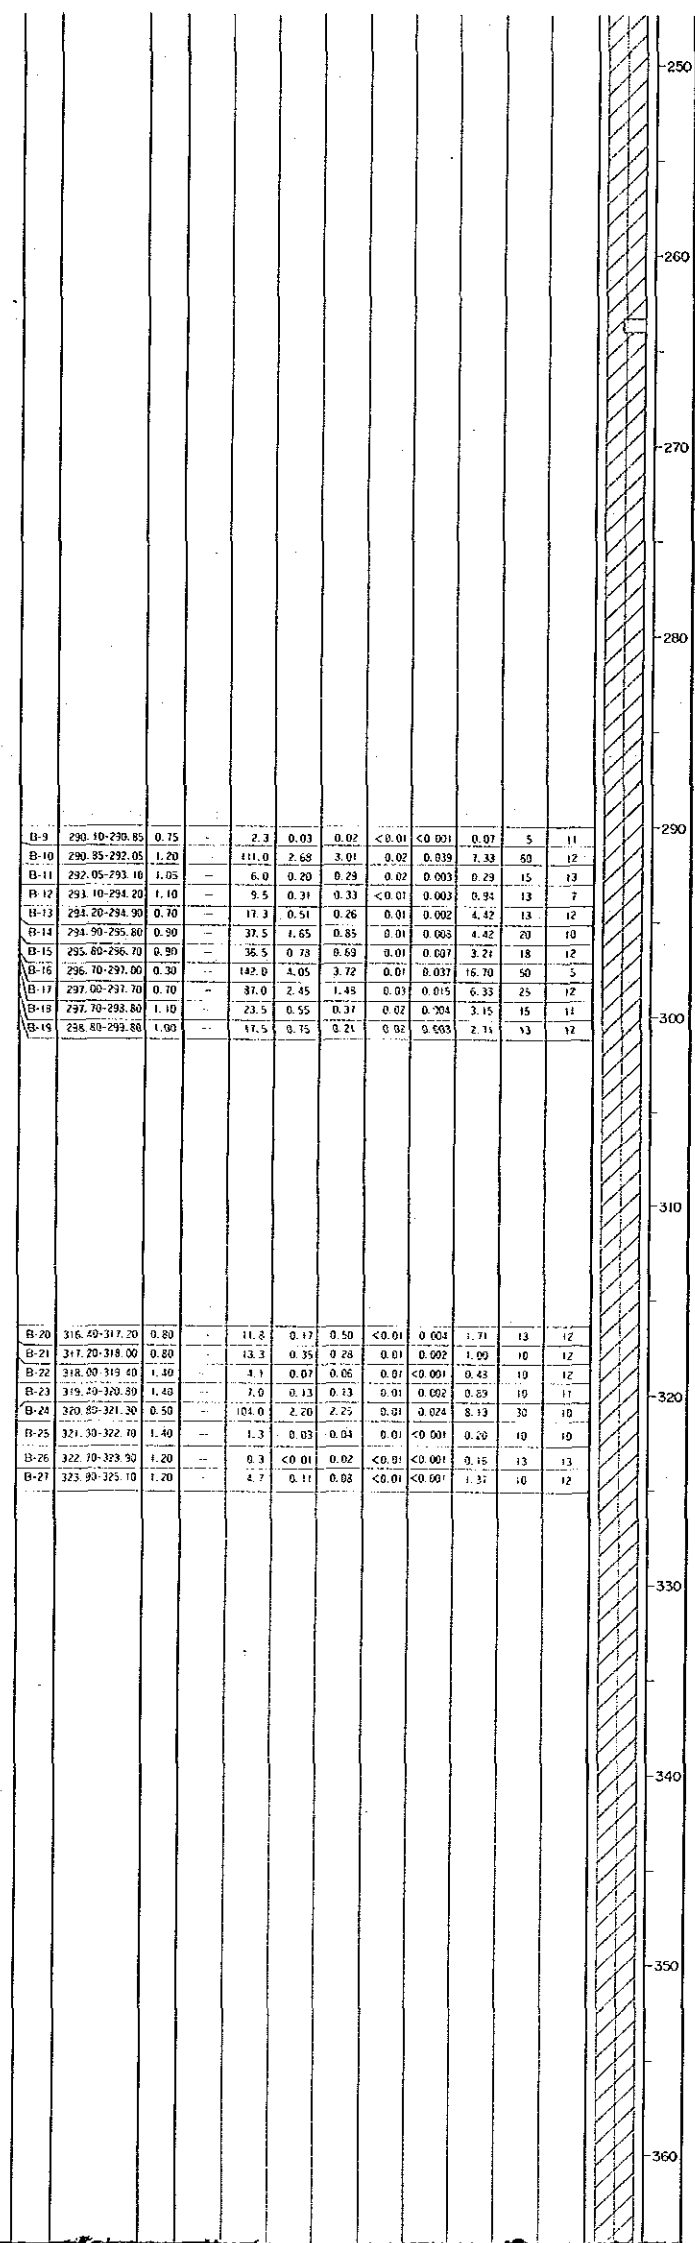 250
260
270
280
290
B-9 290.10-290.85 0.75 - 2.3 0.03 0.02 <0.01 <0.001 0.07 5 11
B-10 290.85-292.05 1.20 - 111.0 2.68 3.01 0.02 0.039 7.33 60 12
B-11 292.05-293.10 1.05 - 6.0 0.20 0.29 0.02 0.003 0.29 15 13
B-12 293.10-294.20 1.10 - 9.5 0.31 0.33 <0.01 0.003 0.94 13 7
B-13 294.20-294.90 0.70 - 17.3 0.51 0.26 0.01 0.002 4.42 13 12
B-14 294.90-295.80 0.90 - 37.5 1.65 0.85 0.01 0.008 4.42 20 10
B-15 295.80-296.70 0.90 - 36.5 0.78 0.69 0.01 0.007 3.21 18 12
B-16 296.70-297.00 0.30 - 142.0 4.05 3.72 0.01 0.037 16.70 50 5
B-17 297.00-297.70 0.70 - 87.0 2.45 1.48 0.03 0.015 6.33 25 12
B-18 297.70-298.80 1.10 - 23.5 0.55 0.37 0.02 0.004 3.15 15 11
B-19 298.80-299.80 1.00 - 17.5 0.75 0.21 0.02 0.003 2.71 13 12
300
310
B-20 316.40-317.20 0.80 - 11.8 0.17 0.50 <0.01 0.004 1.71 13 12
B-21 317.20-318.00 0.80 - 13.3 0.35 0.28 0.01 0.002 1.00 10 12
B-22 318.00-319.40 1.40 - 4.1 0.07 0.06 0.01 <0.001 0.43 10 12
B-23 319.40-320.80 1.40 - 7.0 0.13 0.13 0.01 0.002 0.89 10 11
B-24 320.80-321.30 0.50 - 104.0 2.20 2.25 0.01 0.024 8.13 30 10
320
B-25 321.30-322.70 1.40 - 1.3 0.03 0.04 0.01 <0.001 0.20 10 10
B-26 322.70-323.90 1.20 - 0.3 <0.01 0.02 <0.01 <0.001 0.16 13 13
B-27 323.90-325.10 1.20 - 4.7 0.11 0.08 <0.01 <0.001 1.37 10 12
330
340
350
360